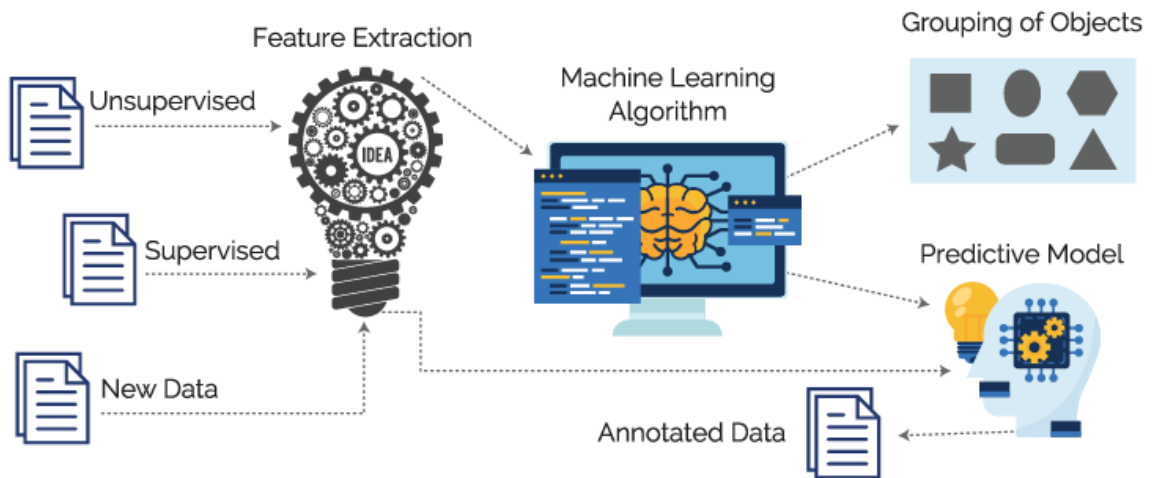 Feature Extraction
Grouping of Objects
Machine Learning
Algorithm
Unsupervised
IDEA
Supervised
Predictive Model
New Data
Annotated Data